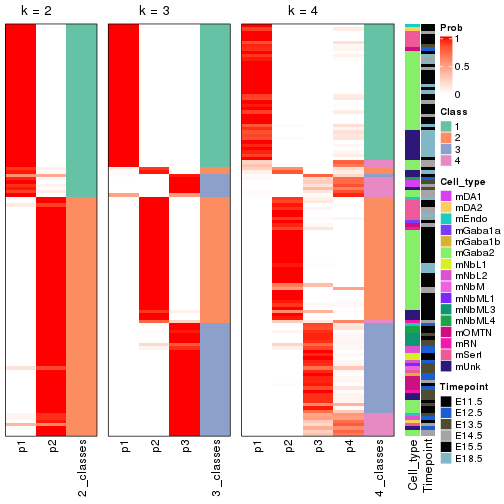 k = 2
k = 3
k = 4
p1
p2
2_classes
p1
p2
p3
3_classes
p1
p2
p3
p4
4_classes
Cell_type
Timepoint
Prob
1
0.5
0
Class
1
2
3
4
Cell_type
mDA1
mDA2
mEndo
mGaba1a
mGaba1b
mGaba2
mNbL1
mNbL2
mNbM
mNbML1
mNbML3
mNbML4
mOMTN
mRN
mSert
mUnk
Timepoint
E11.5
E12.5
E13.5
E14.5
E15.5
E18.5